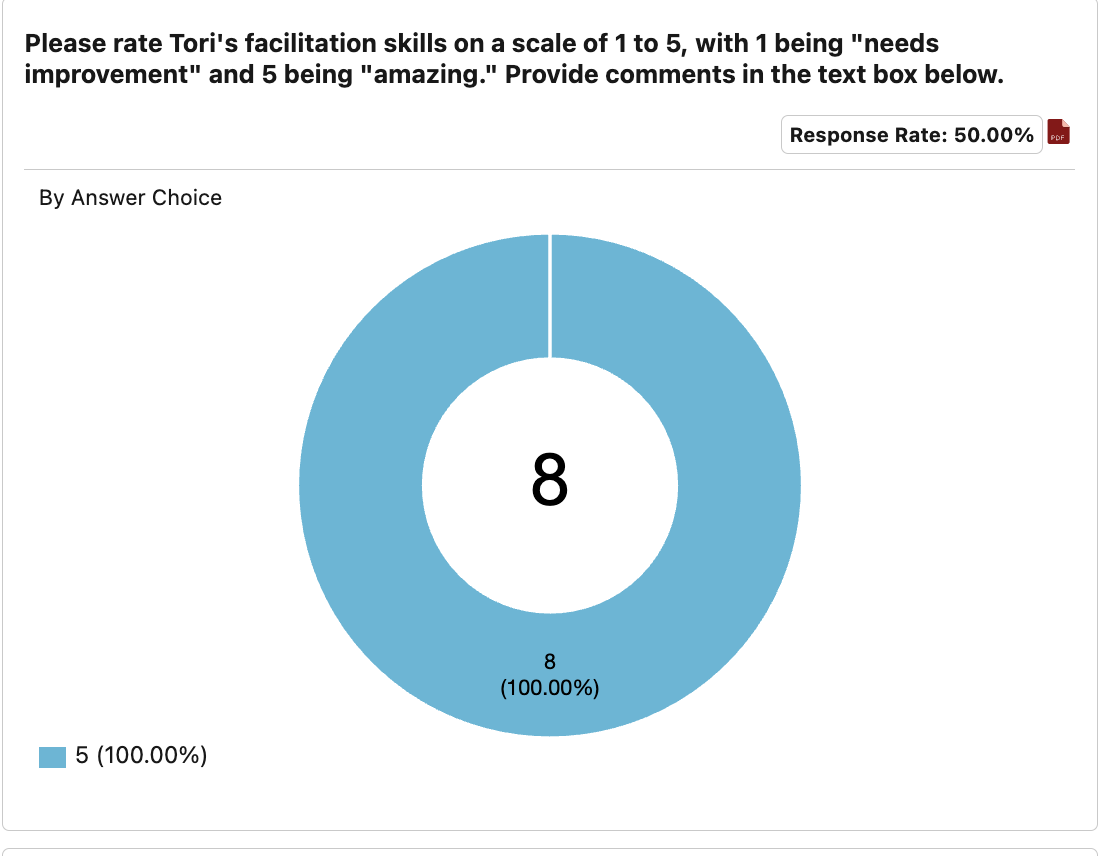 Please rate Tori's facilitation skills on a scale of 1 to 5, with 1 being "needs
improvement" and 5 being "amazing." Provide comments in the text box below.
Response Rate: 50.00%
PDF
By Answer Choice
8
8
(100.00%)
5 (100.00%)